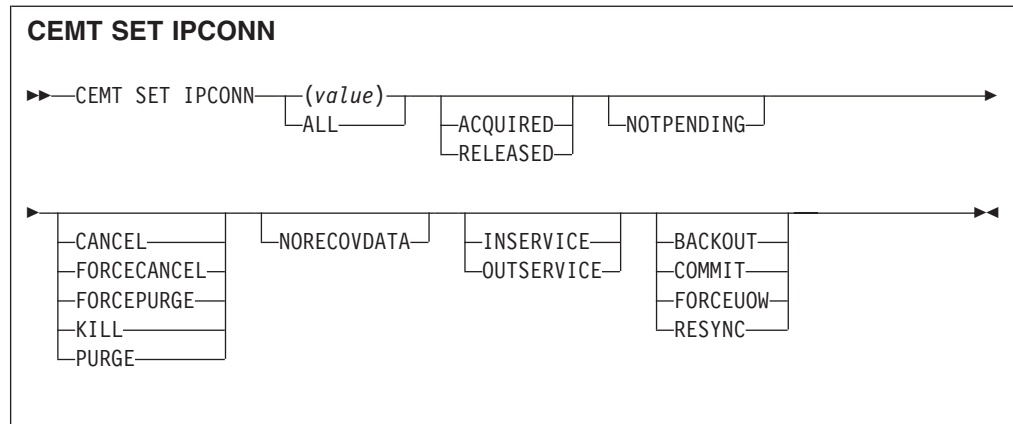 CEMT SET IPCONN
CEMT SET IPCONN (value) ACQUIRED NOTPENDING
ALL RELEASED
CANCEL NORECOVDATA INSERVICE BACKOUT
FORCECANCEL OUTSERVICE COMMIT
FORCEPURGE FORCEUOW
KILL RESYNC
PURGE